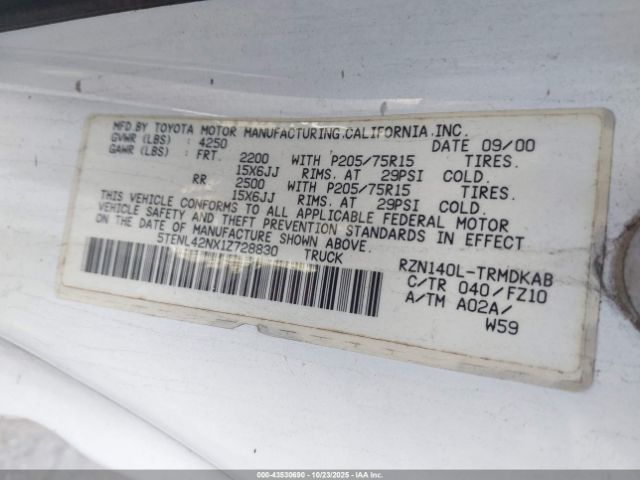 MFD.BY TOYOTA MOTOR MANUFACTURING,CALIFORNIA,INC.
GVWR (LBS) : 4250 DATE 09/00
GAWR (LBS) : FRT. 2200 WITH P205/75R15 TIRES.
15X6JJ RIMS. AT 29PSI COLD.
RR 2500 WITH P205/75R15 TIRES.
15X6JJ RIMS. AT 29PSI COLD.
THIS VEHICLE CONFORMS TO ALL APPLICABLE FEDERAL MOTOR
VEHICLE SAFETY AND THEFT PREVENTION STANDARDS IN EFFECT
ON THE DATE OF MANUFACTURE SHOWN ABOVE.
5TENL42NX1Z728830 TRUCK RZN140L-TRMDKAB
C/TR 040/FZ10
A/TM A02A/
W59
000-43530690 • 10/23/2025 • IAAI.COM